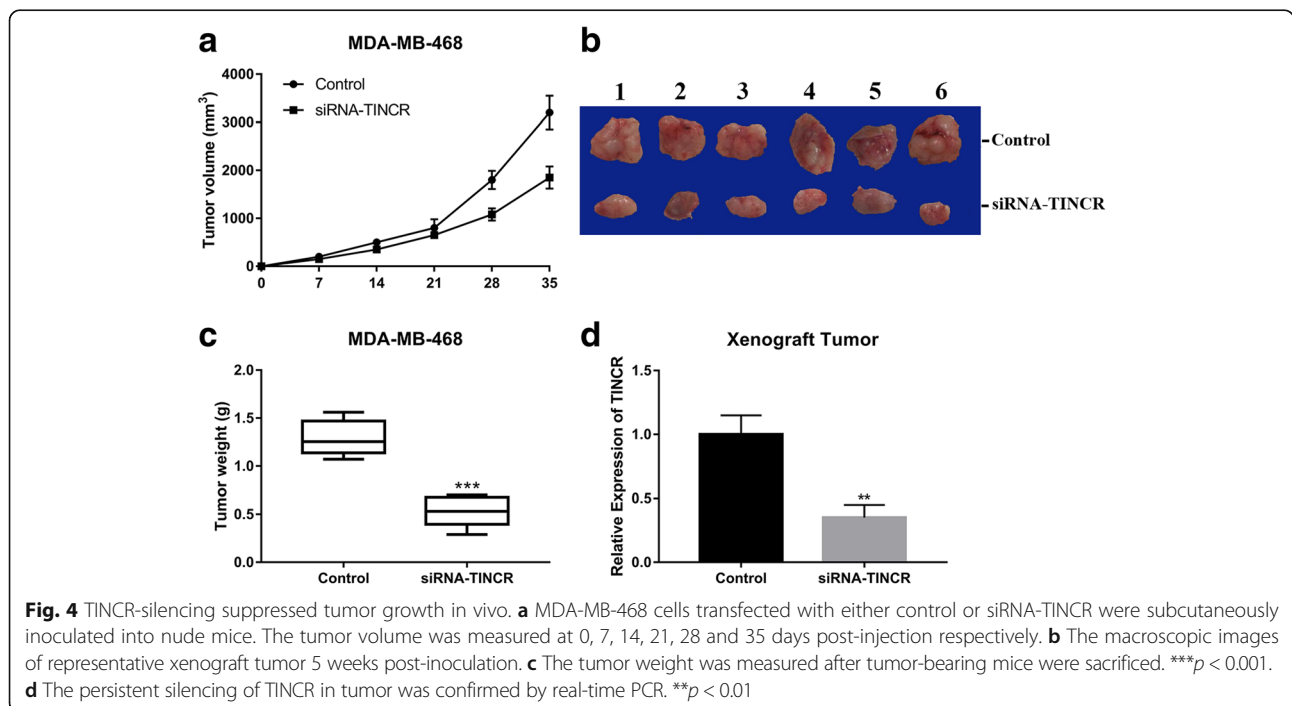 a
MDA-MB-468
Tumor volume (mm³)
4000
3000
2000
1000
0
Control
siRNA-TINCR
0 7 14 21 28 35
b
1 2 3 4 5 6
Control
siRNA-TINCR
c
MDA-MB-468
Tumor weight (g)
2.0
1.5
1.0
0.5
0.0
***
Control siRNA-TINCR
d
Xenograft Tumor
Relative Expression of TINCR
1.5
1.0
0.5
0.0
**
Control siRNA-TINCR
Fig. 4 TINCR-silencing suppressed tumor growth in vivo. a MDA-MB-468 cells transfected with either control or siRNA-TINCR were subcutaneously
inoculated into nude mice. The tumor volume was measured at 0, 7, 14, 21, 28 and 35 days post-injection respectively. b The macroscopic images
of representative xenograft tumor 5 weeks post-inoculation. c The tumor weight was measured after tumor-bearing mice were sacrificed. ***p < 0.001.
d The persistent silencing of TINCR in tumor was confirmed by real-time PCR. **p < 0.01